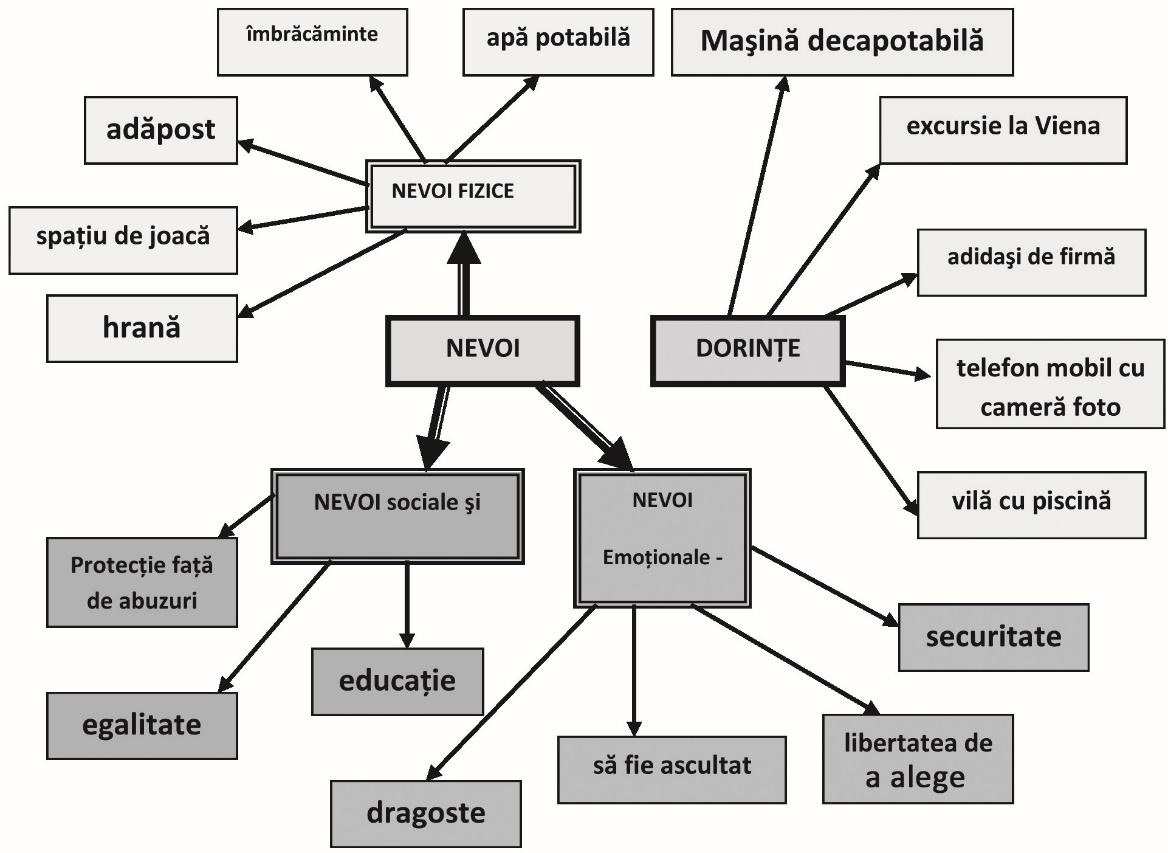 îmbrăcăminte
apă potabilă
Maşină decapotabilă
adăpost
excursie la Viena
NEVOI FIZICE
spațiu de joacă
adidaşi de firmă
hrană
NEVOI
DORINȚE
telefon mobil cu
cameră foto
NEVOI sociale şi
NEVOI
Emoționale -
vilă cu piscină
Protecție față
de abuzuri
securitate
educație
egalitate
să fie ascultat
libertatea de
a alege
dragoste